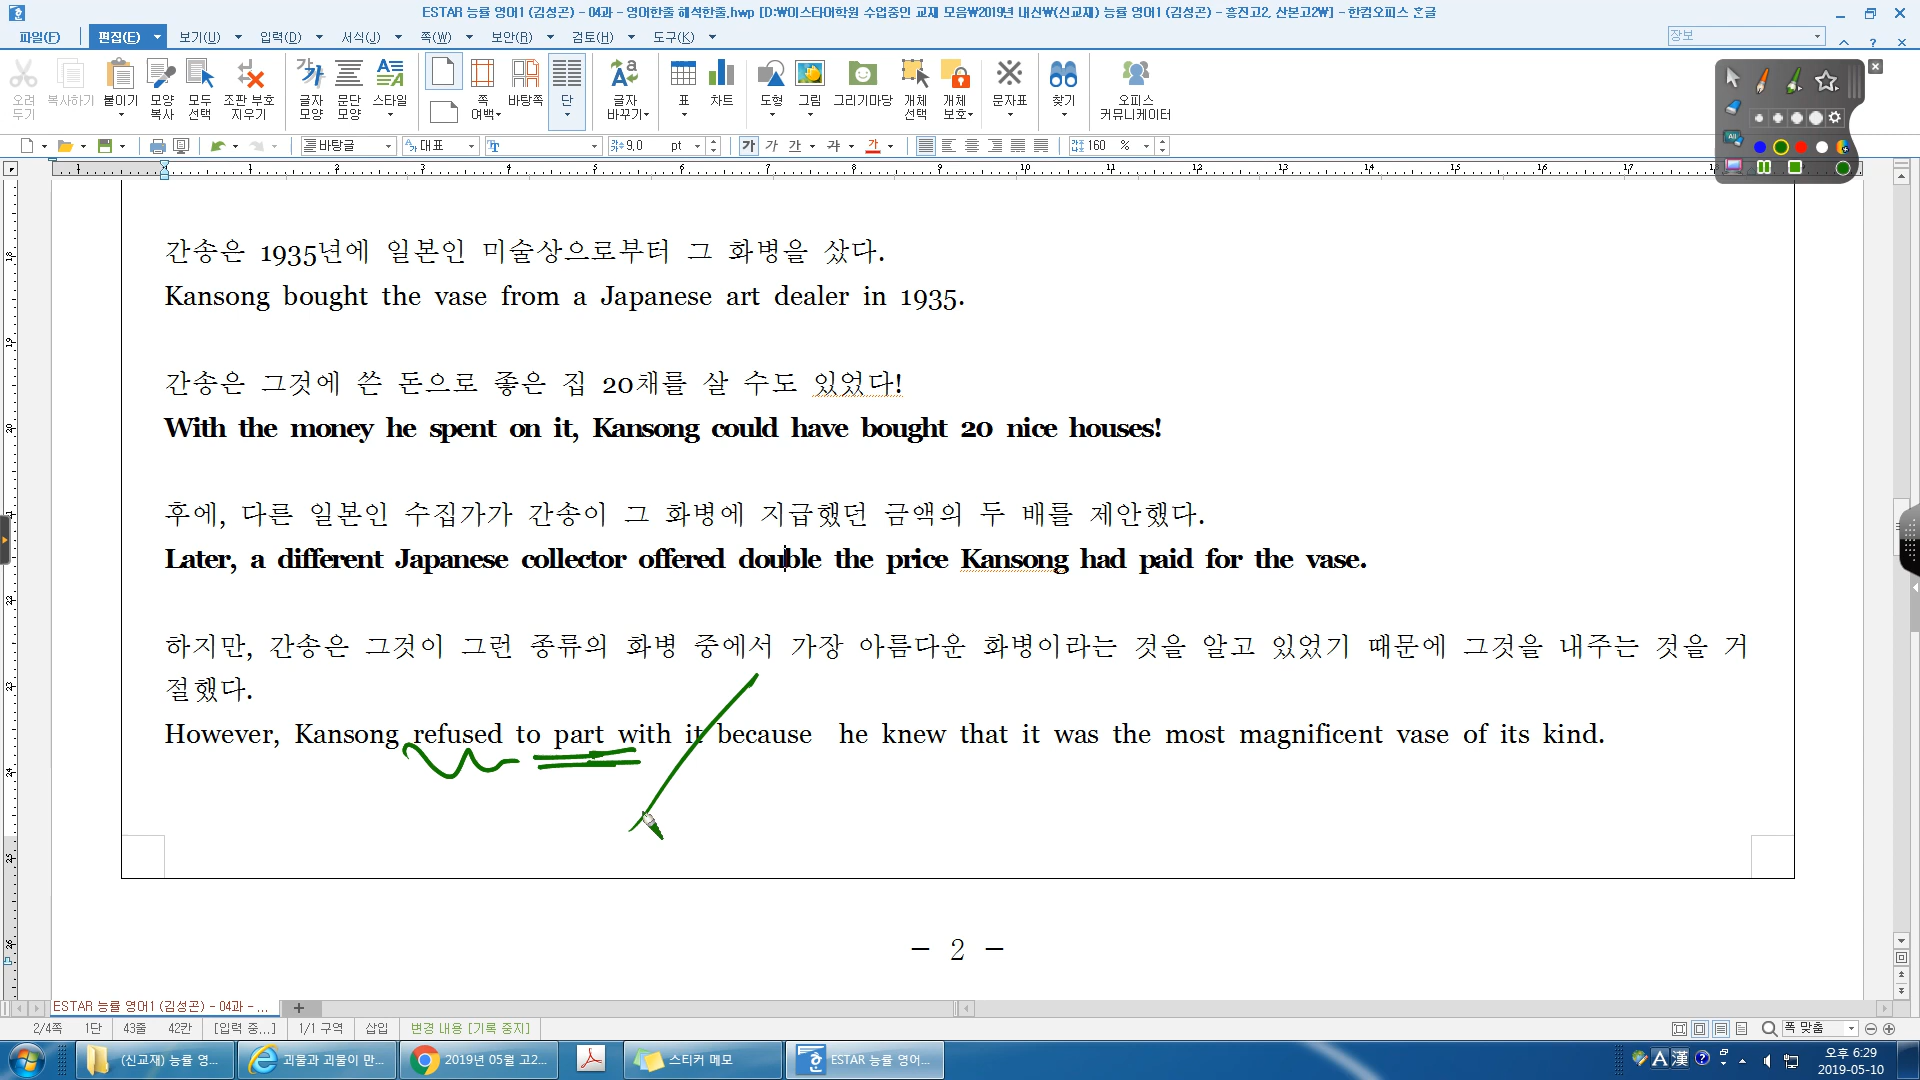 ESTAR 능률 영어1 (김성곤) - 04과 - 영어한줄 해석한줄.hwp [D:₩이스타어학원 수업중인 교재 모음₩2019년 내신₩(신교재) 능률 영어1 (김성곤) - 흥진고2, 산본고2₩] - 한컴오피스 한글
파일(F) 편집(E) 보기(U) 입력(D) 서식(J) 쪽(W) 보안(R) 검토(H) 도구(K) 장보
오려 두기 복사하기 붙이기 모양 복사 모두 선택 조판 부호 지우기 글자 모양 문단 모양 스타일 쪽 여백 바탕쪽 단 글자 바꾸기 표 차트 도형 그림 그리기마당 개체 선택 개체 보호 문자표 찾기 오피스 커뮤니케이터
바탕글 대표 9,0 pt 가 가 가 가 가 160 %
간송은 1935년에 일본인 미술상으로부터 그 화병을 샀다.
Kansong bought the vase from a Japanese art dealer in 1935.
간송은 그것에 쓴 돈으로 좋은 집 20채를 살 수도 있었다!
With the money he spent on it, Kansong could have bought 20 nice houses!
후에, 다른 일본인 수집가가 간송이 그 화병에 지급했던 금액의 두 배를 제안했다.
Later, a different Japanese collector offered double the price Kansong had paid for the vase.
하지만, 간송은 그것이 그런 종류의 화병 중에서 가장 아름다운 화병이라는 것을 알고 있었기 때문에 그것을 내주는 것을 거
절했다.
However, Kansong refused to part with it because he knew that it was the most magnificent vase of its kind.
- 2 -
ESTAR 능률 영어1 (김성곤) - 04과 - ...
2/4쪽 1단 43줄 42칸 [입력 중...] 1/1 구역 삽입 변경 내용 [기록 중지] 폭 맞춤
(신교재) 능률 영... 괴물과 괴물이 만... 2019년 05월 고2... 스티커 메모 ESTAR 능률 영어... A 漢 오후 6:29
2019-05-10